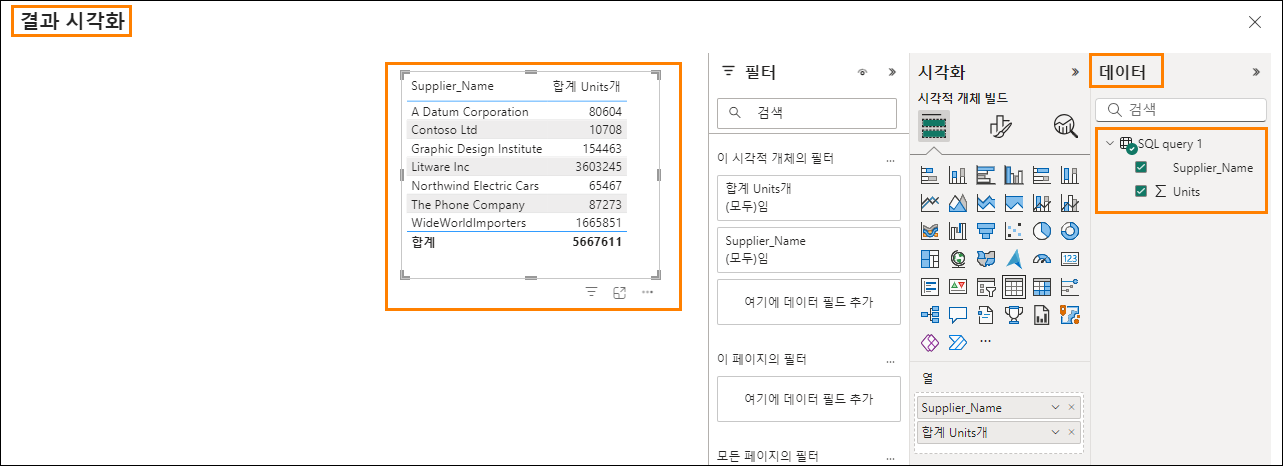 결과 시각화
Supplier_Name 합계 Units개
A Datum Corporation 80604
Contoso Ltd 10708
Graphic Design Institute 154463
Litware Inc 3603245
Northwind Electric Cars 65467
The Phone Company 87273
WideWorldImporters 1665851
합계 5667611
필터
검색
이 시각적 개체의 필터 ...
합계 Units개
(모두)임
Supplier_Name
(모두)임
여기에 데이터 필드 추가
이 페이지의 필터 ...
여기에 데이터 필드 추가
모든 페이지의 필터 ...
시각화
시각적 개체 빌드
123
...
열
Supplier_Name
합계 Units개
데이터
검색
SQL query 1
Supplier_Name
Units